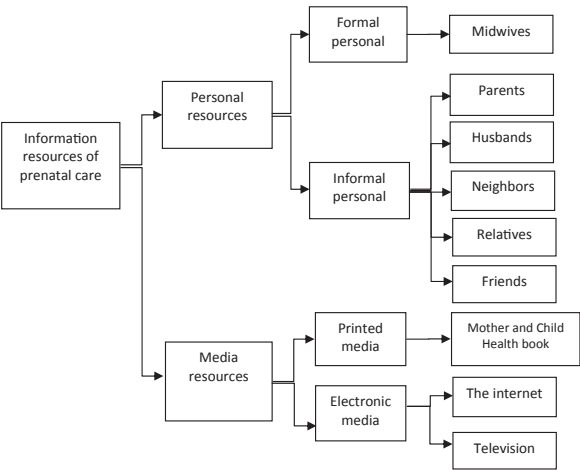 Information
resources of
prenatal care
Personal
resources
Formal
personal
Midwives
Informal
personal
Parents
Husbands
Neighbors
Relatives
Friends
Media
resources
Printed
media
Mother and Child
Health book
Electronic
media
The internet
Television